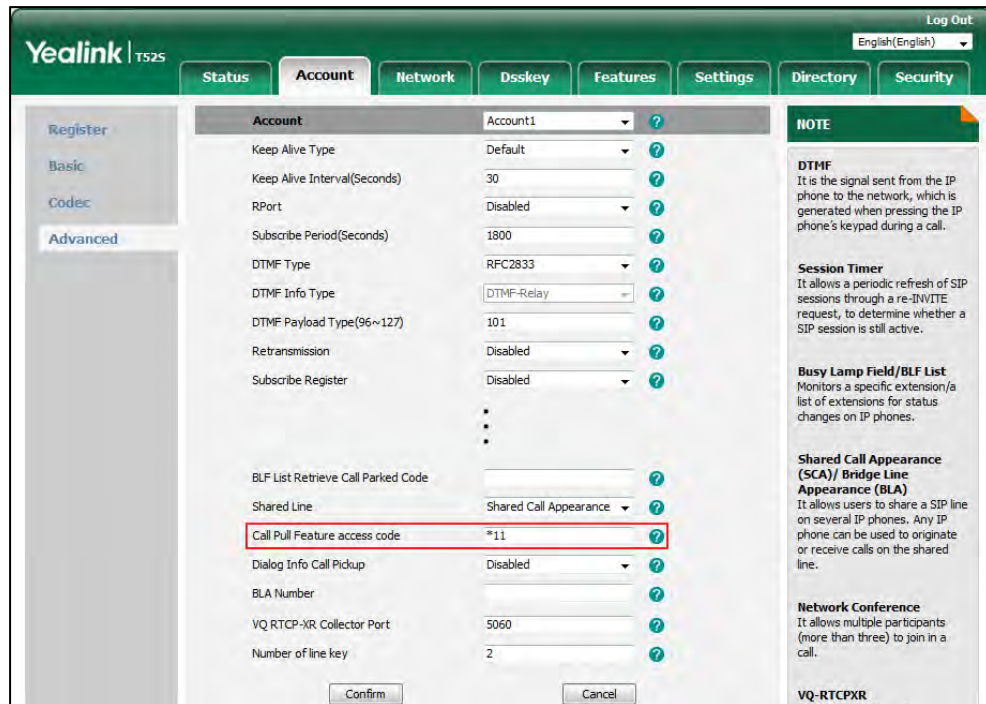 Log Out
Yealink | T52S
English(English)
Status Account Network Dsskey Features Settings Directory Security
Register
Basic
Codec
Advanced
Account Account1
Keep Alive Type Default
Keep Alive Interval(Seconds) 30
RPort Disabled
Subscribe Period(Seconds) 1800
DTMF Type RFC2833
DTMF Info Type DTMF-Relay
DTMF Payload Type(96~127) 101
Retransmission Disabled
Subscribe Register Disabled
BLF List Retrieve Call Parked Code
Shared Line Shared Call Appearance
Call Pull Feature access code *11
Dialog Info Call Pickup Disabled
BLA Number
VQ RTCP-XR Collector Port 5060
Number of line key 2
Confirm Cancel
NOTE
DTMF
It is the signal sent from the IP
phone to the network, which is
generated when pressing the IP
phone's keypad during a call.
Session Timer
It allows a periodic refresh of SIP
sessions through a re-INVITE
request, to determine whether a
SIP session is still active.
Busy Lamp Field/BLF List
Monitors a specific extension/a
list of extensions for status
changes on IP phones.
Shared Call Appearance
(SCA)/ Bridge Line
Appearance (BLA)
It allows users to share a SIP line
on several IP phones. Any IP
phone can be used to originate
or receive calls on the shared
line.
Network Conference
It allows multiple participants
(more than three) to join in a
call.
VQ-RTCPXR